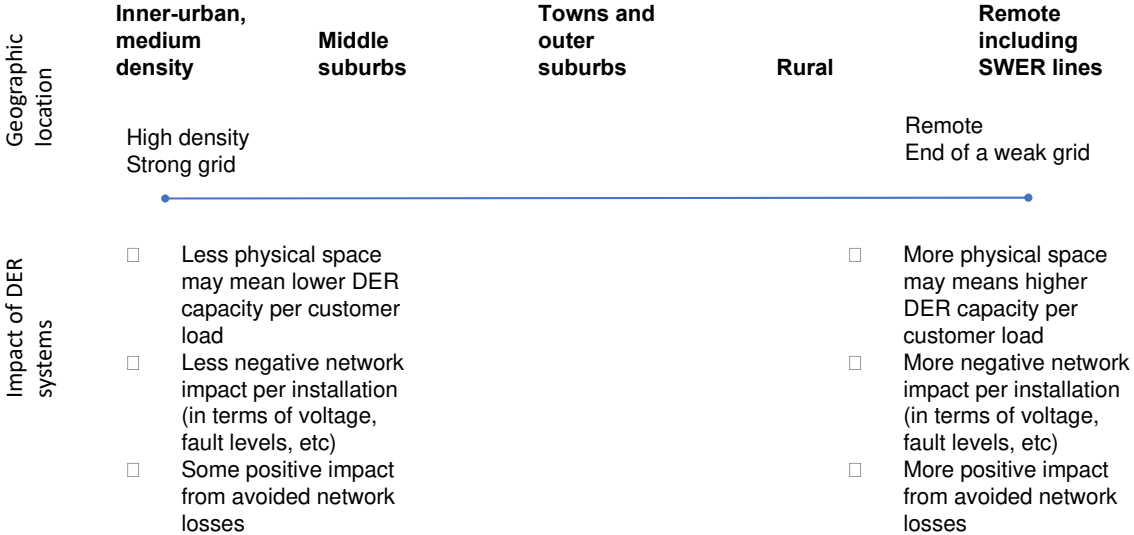 Geographic
location
Inner-urban,
medium
density
Middle
suburbs
Towns and
outer
suburbs
Rural
Remote
including
SWER lines
High density
Strong grid
Remote
End of a weak grid
Impact of DER
systems
Less physical space
may mean lower DER
capacity per customer
load
Less negative network
impact per installation
(in terms of voltage,
fault levels, etc)
Some positive impact
from avoided network
losses
More physical space
may means higher
DER capacity per
customer load
More negative network
impact per installation
(in terms of voltage,
fault levels, etc)
More positive impact
from avoided network
losses